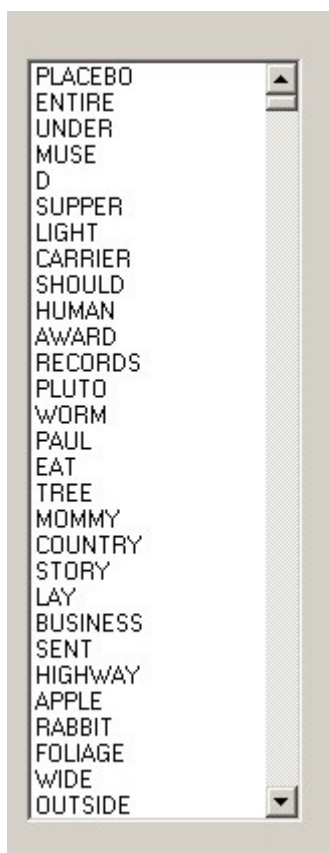 PLACEBO
ENTIRE
UNDER
MUSE
D
SUPPER
LIGHT
CARRIER
SHOULD
HUMAN
AWARD
RECORDS
PLUTO
WORM
PAUL
EAT
TREE
MOMMY
COUNTRY
STORY
LAY
BUSINESS
SENT
HIGHWAY
APPLE
RABBIT
FOLIAGE
WIDE
OUTSIDE